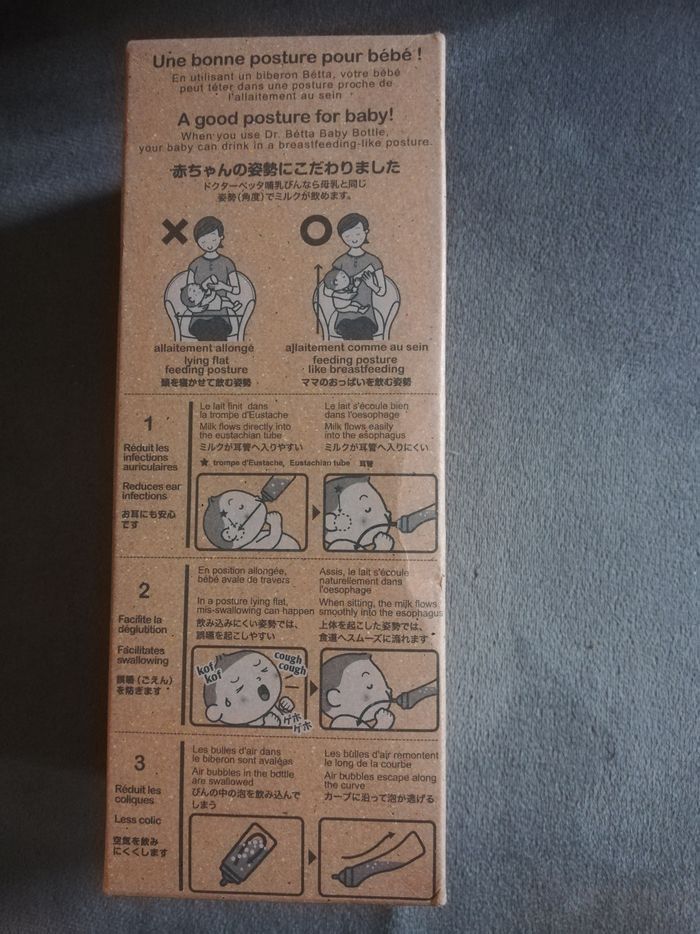 Une bonne posture pour bébé !
En utilisant un biberon Bétta, votre bébé
peut téter dans une posture proche de
l'allaitement au sein
A good posture for baby!
When you use Dr. Betta Baby Bottle,
your baby can drink in a breastfeeding-like posture.
赤ちゃんの姿勢にこだわりました
ドクターベッタ哺乳びんなら母乳と同じ
姿勢(角度)でミルクが飲めます。
allaitement allongé
lying flat
feeding posture
頭を寝かせて飲む姿勢
allaitement comme au sein
feeding posture
like breastfeeding
ママのおっぱいを飲む姿勢
1
Réduit les
infections
auriculaires
Reduces ear
infections
お耳にも安心
です
Le lait finit dans
la trompe d'Eustache
Milk flows directly into
the eustachian tube
ミルクが耳管へ入りやすい
Le lait s'écoule bien
dans l'oesophage
Milk flows easily
into the esophagus
ミルクが耳管へ入りにくい
★ trompe d'Eustache, Eustachian tube 耳管
2
Facilite la
déglutition
Facilitates
swallowing
誤嚥(ごえん)
を防ぎます
En position allongée,
bébé avale de travers
In a posture lying flat,
mis-swallowing can happen
飲み込みにくい姿勢では、
誤嚥を起こしやすい
Assis, le lait s'écoule
naturellement dans
l'oesophage
When sitting, the milk flows
smoothly into the esophagus
上体を起こした姿勢では、
食道へスムーズに流れます
kof
kof
cough
cough
ゲホ
ゲホ
3
Réduit les
coliques
Less colic
空気を飲み
にくくします
Les bulles d'air dans
le biberon sont avalées
Air bubbles in the bottle
are swallowed
びんの中の泡を飲み込んで
しまう
Les bulles d'air remontent
le long de la courbe
Air bubbles escape along
the curve
カーブに沿って泡が逃げる